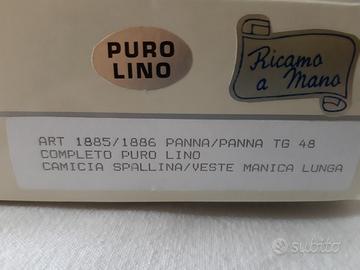 PURO
LINO
Ricamo
a Mano
ART 1885/1886 PANNA/PANNA TG 48
COMPLETO PURO LINO
CAMICIA SPALLINA/VESTE MANICA LUNGA
subito